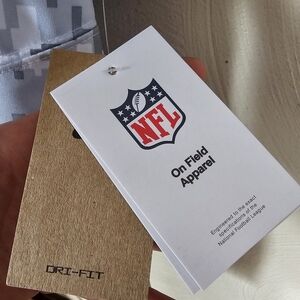 NFL
On Field
Apparel
Engineered to the exact
specifications of the
National Football League
DRI-FIT